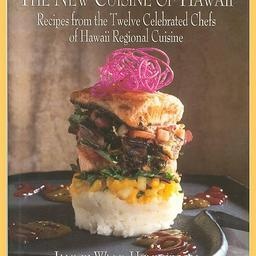 THE NEW CUISINE OF HAWAII
Recipes from the Twelve Celebrated Chefs
of Hawaii Regional Cuisine